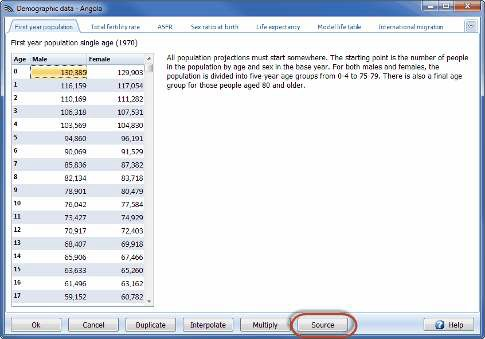 Demographic data - Angola
First year population Total fertility rate ASFR Sex ratio at birth Life expectancy Model life table International migration
First year population single age (1970)
Age Male Female
0 130,885 129,903
1 116,159 117,054
2 110,169 111,282
3 106,318 107,531
4 103,569 104,830
5 94,860 96,191
6 90,069 91,529
7 85,836 87,382
8 82,134 83,718
9 78,901 80,479
10 76,042 77,584
11 73,427 74,929
12 70,917 72,403
13 68,407 69,918
14 65,906 67,466
15 63,633 65,260
16 61,496 63,162
17 59,152 60,782
All population projections must start somewhere. The starting point is the number of people
in the population by age and sex in the base year. For both males and females, the
population is divided into five year age groups from 0-4 to 75-79. There is also a final age
group for those people aged 80 and older.
Ok Cancel Duplicate Interpolate Multiply Source Help